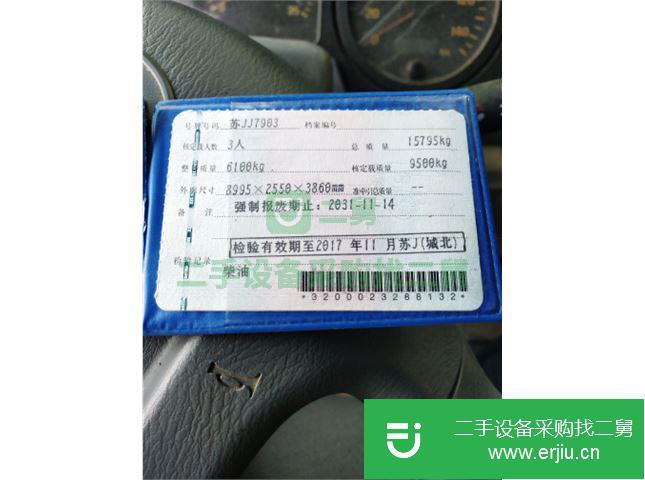 号牌号码 苏JJ7903 档案编号
核定载人数 3人 总质量 15795kg
整备质量 6100kg 核定载质量 9500kg
外廓尺寸 8995×2550×3860mm 准牵引总质量 --
备注 强制报废期止：2031-11-14
二舅
检验有效期至2017年11月苏J(城北)
检验记录
二手设备采购找二舅
柴油
*3200023288132*
二手设备采购找二舅
www.erjiu.cn